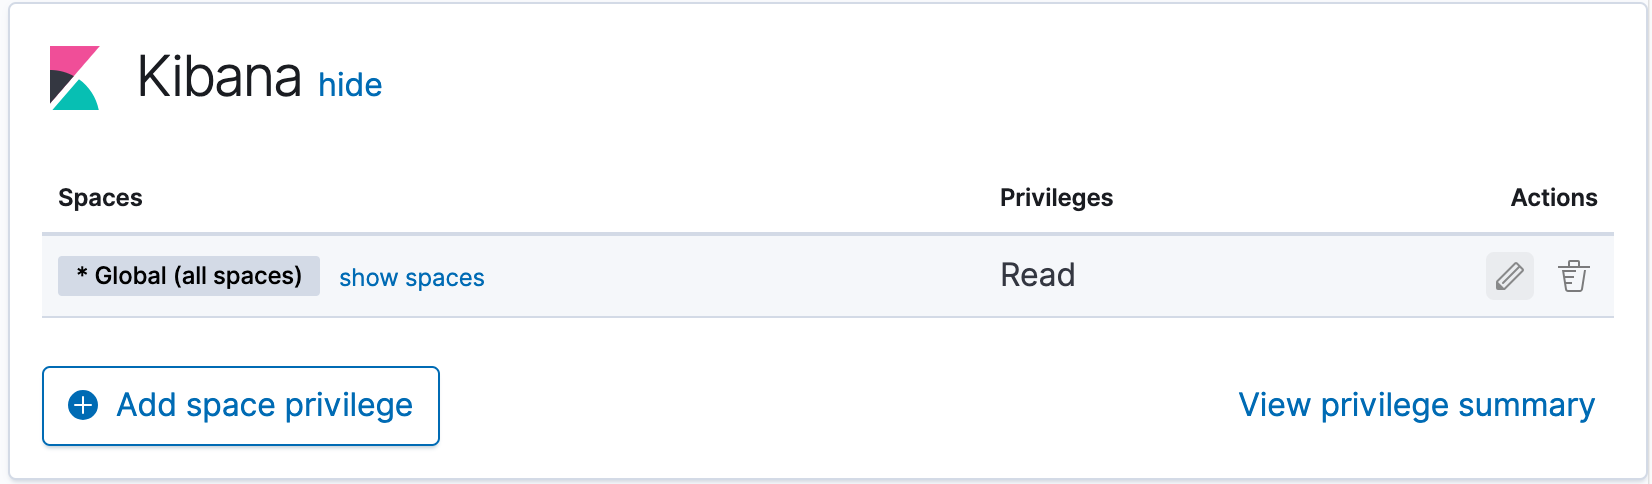 Kibana hide
Spaces Privileges Actions
* Global (all spaces) show spaces Read
Add space privilege View privilege summary